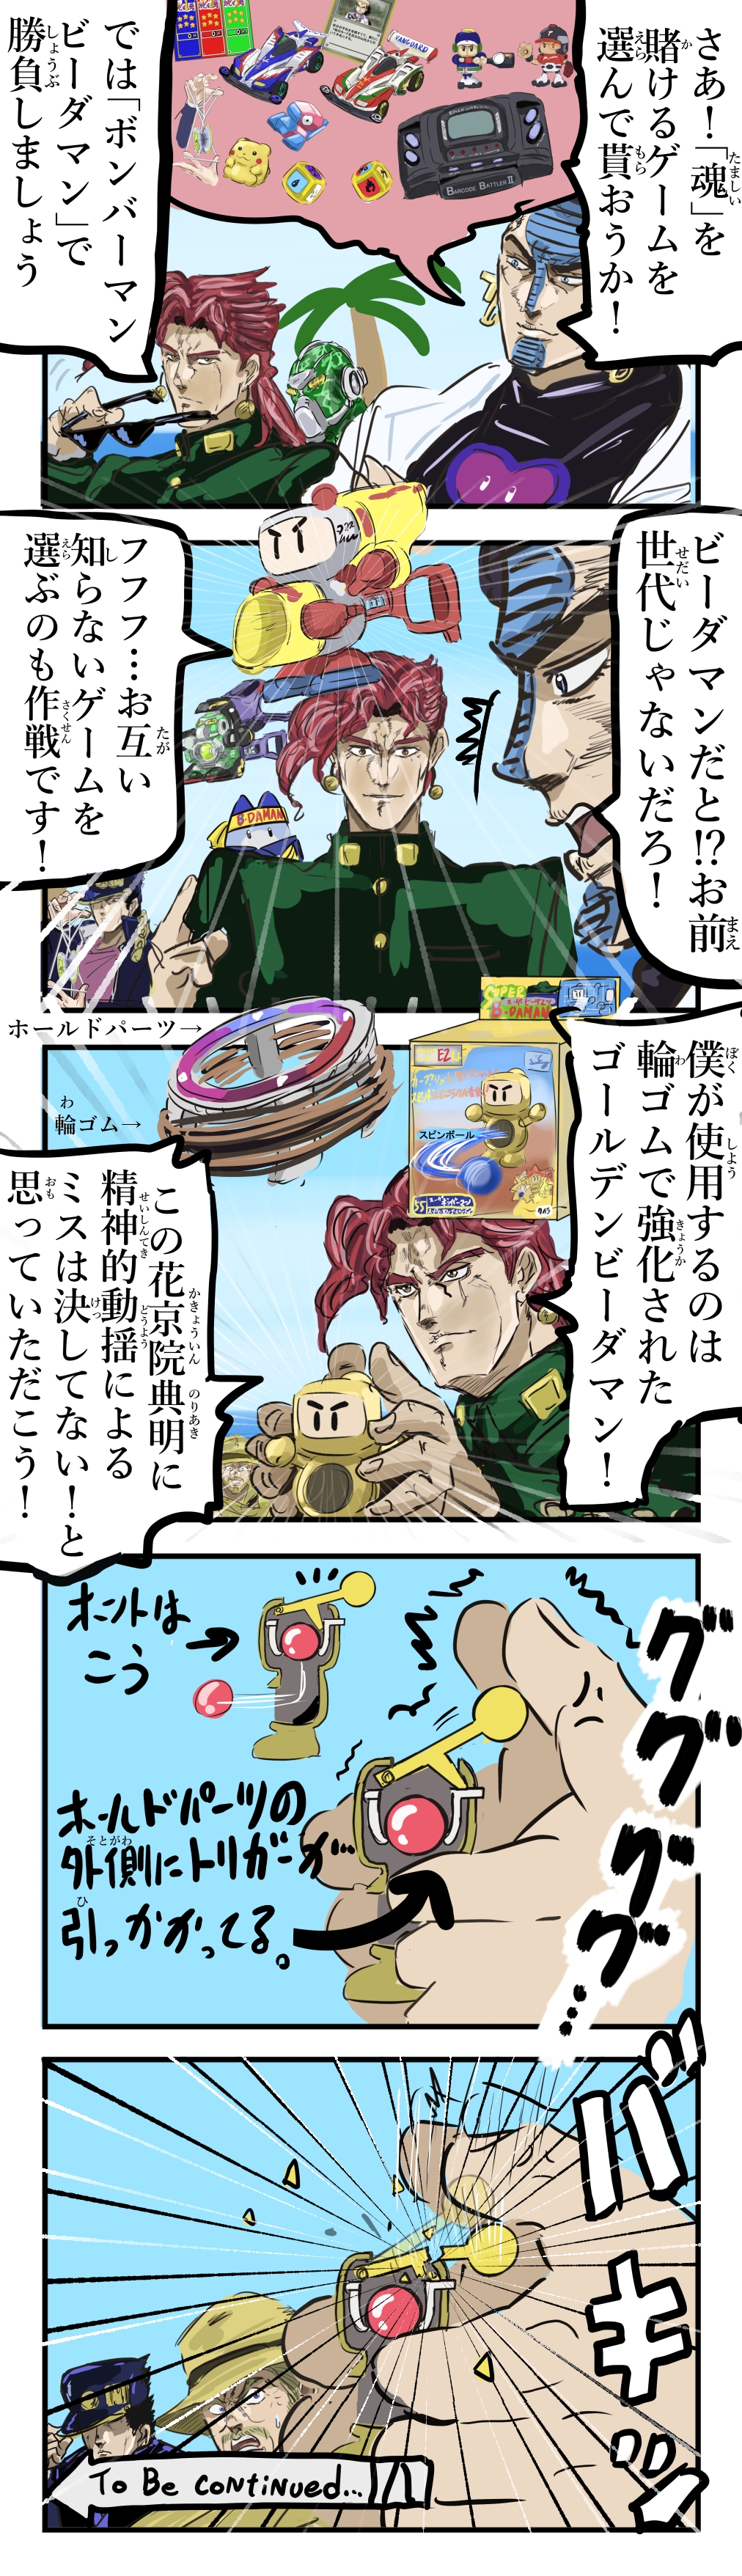 さあ!「魂」を
賭けるゲームを
選んで貰おうか!
VANGUARD
BARCODE BATTLER II
では「ボンバーマン
ビーダマン」で
勝負しましょう
ビーダマンだと!?お前
世代じゃないだろ!
フフフ…お互い
知らないゲームを
選ぶのも作戦です!
B-DAMAN
僕が使用するのは
輪ゴムで強化された
ゴールデンビーダマン!
ホールドパーツ→
輪ゴム→
SUPER
B-DAMAN
スピンボール
この花京院典明に
精神的動揺による
ミスは決してない!と
思っていただこう!
ググググ…
ホントは
こう
ホールドパーツの
外側にトリガーが
引っかかってる。
バキッ
TO BE CONTINUED...